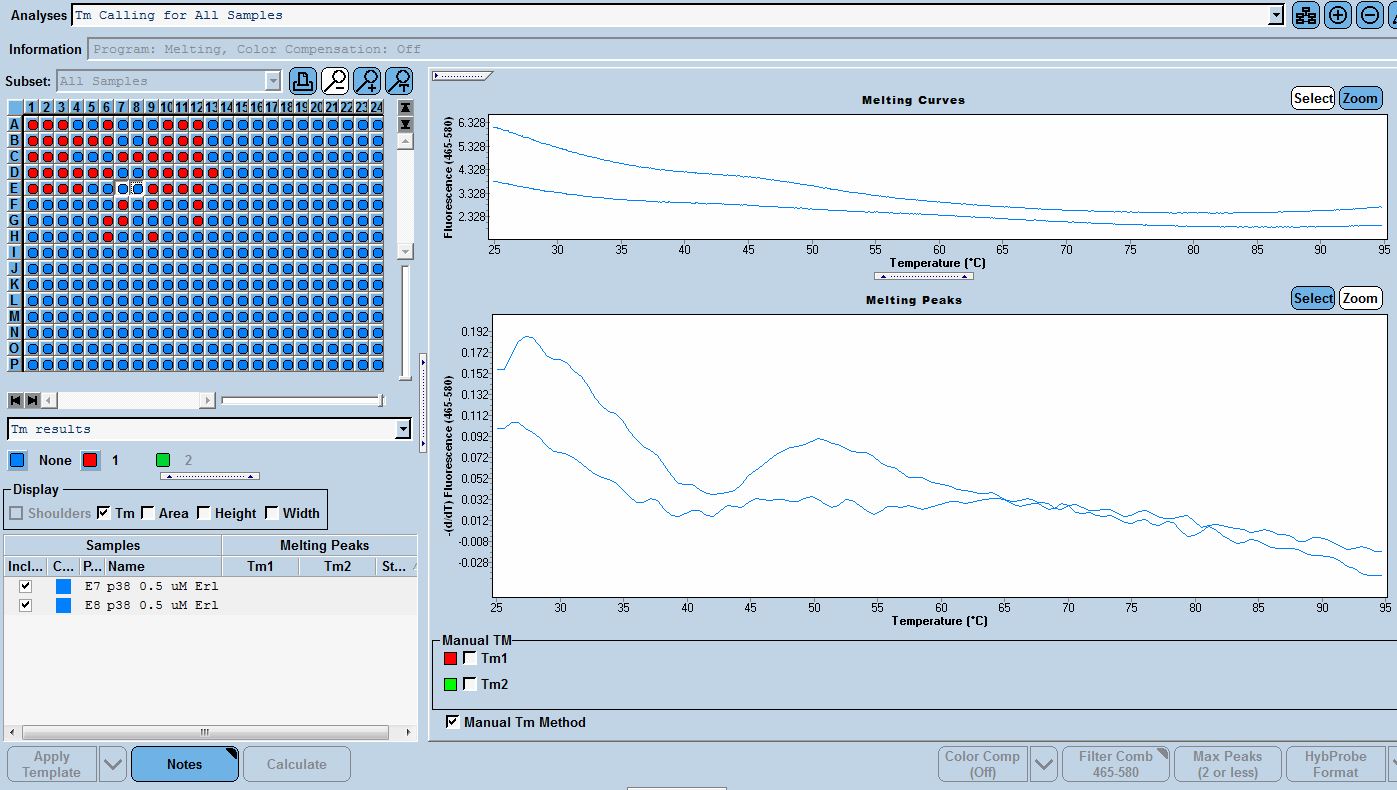 Analyses Tm Calling for All Samples
Information Program: Melting, Color Compensation: Off
Subset: All Samples
1 2 3 4 5 6 7 8 9 10 11 12 13 14 15 16 17 18 19 20 21 22 23 24
A
B
C
D
E
F
G
H
I
J
K
L
M
N
O
P
Tm results
None 1 2
Display
Shoulders Tm Area Height Width
Samples Melting Peaks
Incl... C... P... Name Tm1 Tm2 St...
E7 p38 0.5 uM Erl
E8 p38 0.5 uM Erl
Apply Template
Notes
Calculate
Melting Curves
Select Zoom
Fluorescence (465-580)
6.328
5.328
4.328
3.328
2.328
25 30 35 40 45 50 55 60 65 70 75 80 85 90 95
Temperature (°C)
Melting Peaks
Select Zoom
-(d/dT) Fluorescence (465-580)
0.192
0.172
0.152
0.132
0.112
0.092
0.072
0.052
0.032
0.012
-0.008
-0.028
25 30 35 40 45 50 55 60 65 70 75 80 85 90 95
Temperature (°C)
Manual TM
Tm1
Tm2
Manual Tm Method
Color Comp
(Off)
Filter Comb
465-580
Max Peaks
(2 or less)
HybProbe
Format